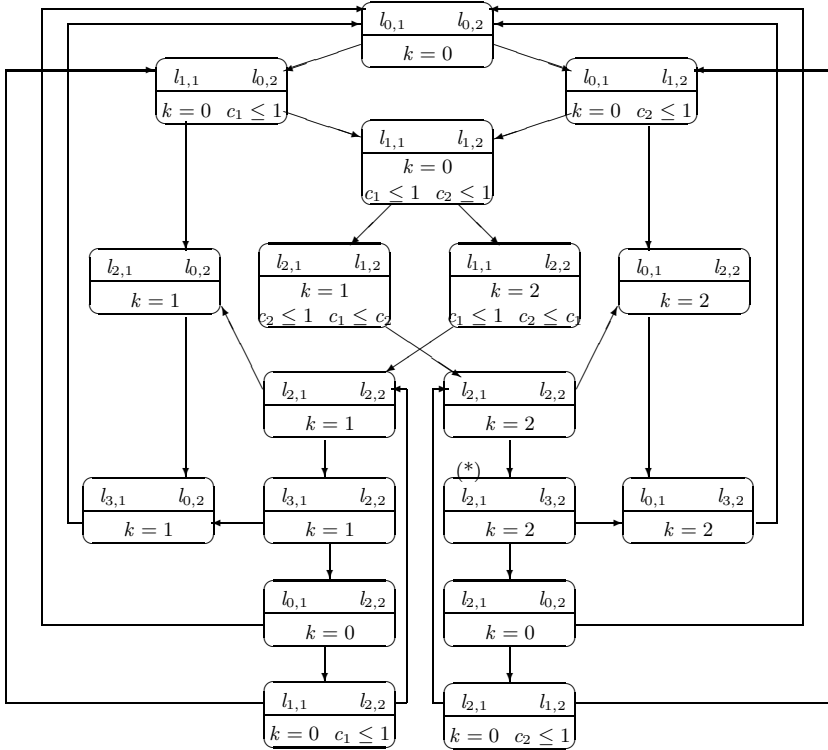 l0,1 l0,2
k = 0
l1,1 l0,2
k = 0 c1 ≤ 1
l0,1 l1,2
k = 0 c2 ≤ 1
l1,1 l1,2
k = 0
c1 ≤ 1 c2 ≤ 1
l2,1 l0,2
k = 1
l2,1 l1,2
k = 1
c2 ≤ 1 c1 ≤ c2
l1,1 l2,2
k = 2
c1 ≤ 1 c2 ≤ c1
l0,1 l2,2
k = 2
l2,1 l2,2
k = 1
l2,1 l2,2
k = 2
(*)
l3,1 l0,2
k = 1
l3,1 l2,2
k = 1
l2,1 l3,2
k = 2
l0,1 l3,2
k = 2
l0,1 l2,2
k = 0
l2,1 l0,2
k = 0
l1,1 l2,2
k = 0 c1 ≤ 1
l2,1 l1,2
k = 0 c2 ≤ 1